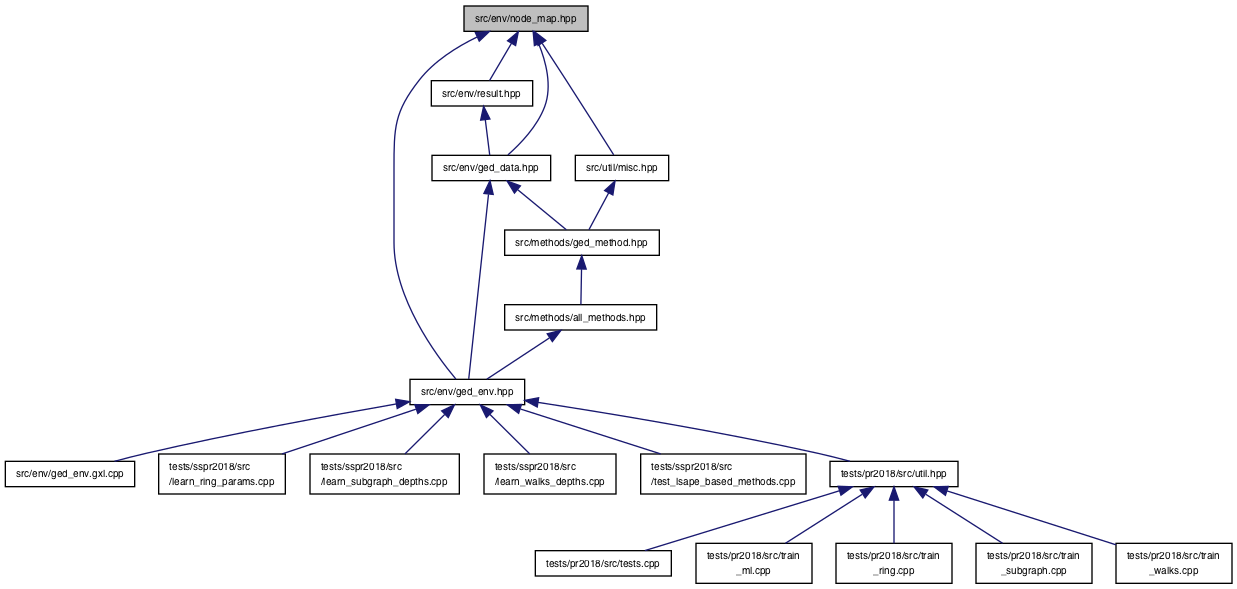 src/env/node_map.hpp
src/env/result.hpp
src/env/ged_data.hpp
src/util/misc.hpp
src/methods/ged_method.hpp
src/methods/all_methods.hpp
src/env/ged_env.hpp
src/env/ged_env.gxl.cpp
tests/sspr2018/src
/learn_ring_params.cpp
tests/sspr2018/src
/learn_subgraph_depths.cpp
tests/sspr2018/src
/learn_walks_depths.cpp
tests/sspr2018/src
/test_lsape_based_methods.cpp
tests/pr2018/src/util.hpp
tests/pr2018/src/tests.cpp
tests/pr2018/src/train
_ml.cpp
tests/pr2018/src/train
_ring.cpp
tests/pr2018/src/train
_subgraph.cpp
tests/pr2018/src/train
_walks.cpp